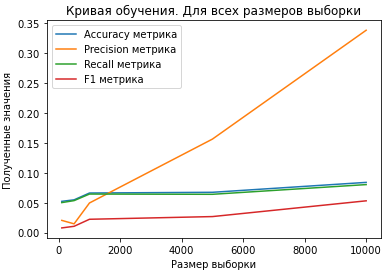 Кривая обучения. Для всех размеров выборки
Accuracy метрика
Precision метрика
Recall метрика
F1 метрика
Полученные значения
0.35
0.30
0.25
0.20
0.15
0.10
0.05
0.00
0 2000 4000 6000 8000 10000
Размер выборки